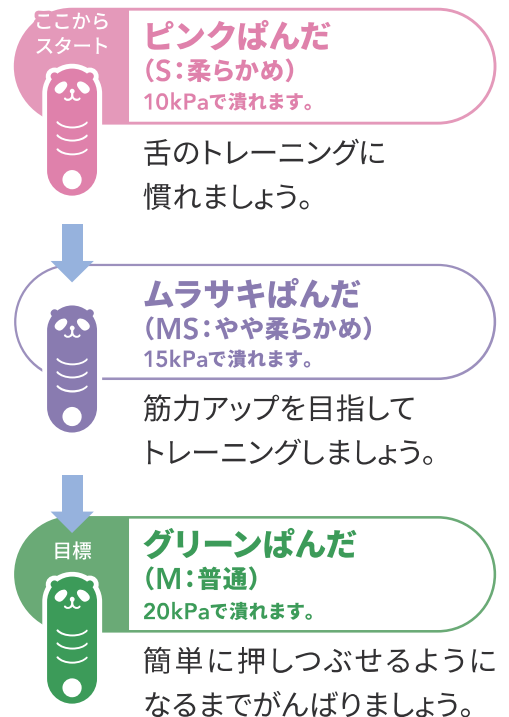 ここから
スタート
ピンクぱんだ
（S：柔らかめ）
10kPaで潰れます。
舌のトレーニングに
慣れましょう。
ムラサキぱんだ
（MS：やや柔らかめ）
15kPaで潰れます。
筋力アップを目指して
トレーニングしましょう。
目標
グリーンぱんだ
（M：普通）
20kPaで潰れます。
簡単に押しつぶせるように
なるまでがんばりましょう。